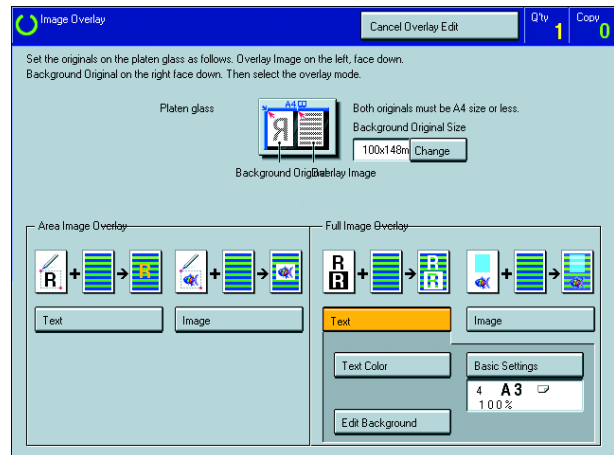 Image Overlay
Cancel Overlay Edit
Q'ty
1
Copy
0
Set the originals on the platen glass as follows. Overlay Image on the left, face down.
Background Original on the right face down. Then select the overlay mode.
Platen glass
A4
R
Both originals must be A4 size or less.
Background Original Size
100x148m
Change
Background Original
Overlay Image
Area Image Overlay
Full Image Overlay
R + → R
+ →
R R + → R R
+ →
Text
Image
Text
Image
Text Color
Basic Settings
4 A3
100%
Edit Background